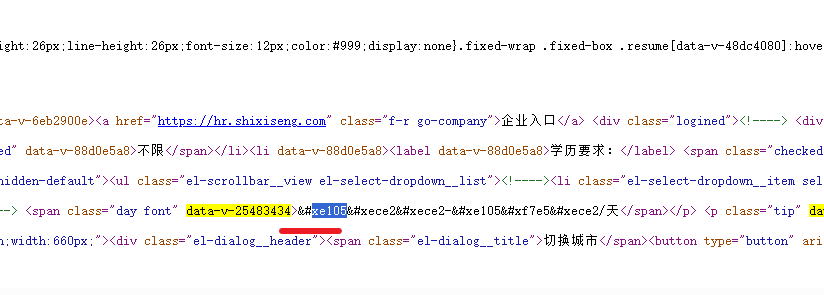 ight:26px;line-height:26px;font-size:12px;color:#999;display:none}.fixed-wrap .fixed-box .resume[data-v-48dc4080]:hove
ta-v-6eb2900e><a href="https://hr.shixiseng.com" class="f-r go-company">企业入口</a> <div class="logined"><!----> <div
ed" data-v-88d0e5a8>不限</span></li><li data-v-88d0e5a8><label data-v-88d0e5a8>学历要求：</label> <span class="checked
hidden-default"><ul class="el-scrollbar__view el-select-dropdown__list"><!----><li class="el-select-dropdown__item sel
--> <span class="day font" data-v-25483434>&#xe105&#xece2&#xece2-&#xe105&#xf7e5&#xece2/天</span></p> <p class="tip" da
n;width:660px;"><div class="el-dialog__header"><span class="el-dialog__title">切换城市</span><button type="button" ari